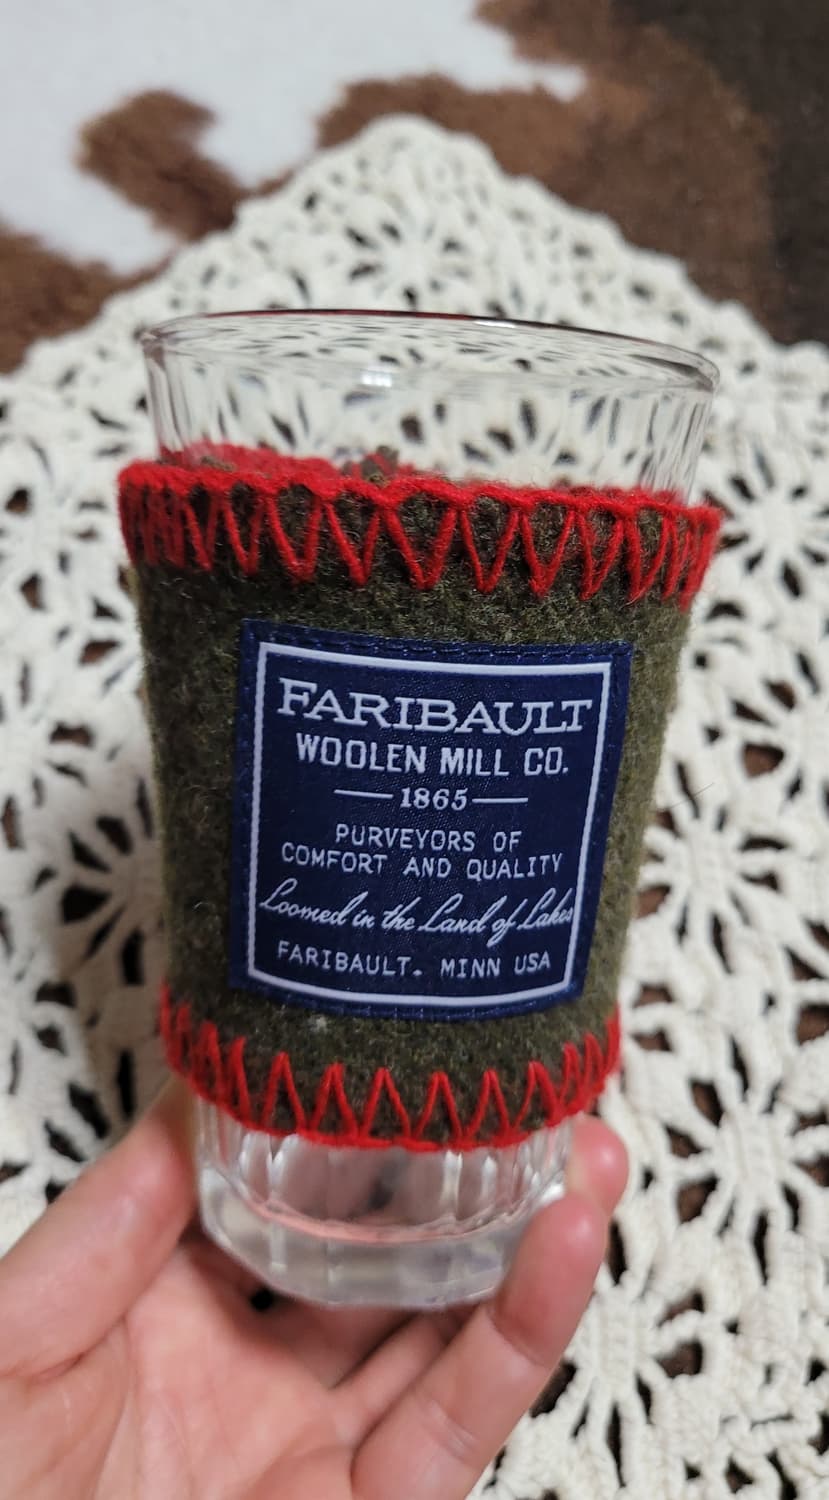 FARIBAULT
WOOLEN MILL CO.
1865
PURVEYORS OF
COMFORT AND QUALITY
Loomed in the Land of Lakes
FARIBAULT. MINN USA